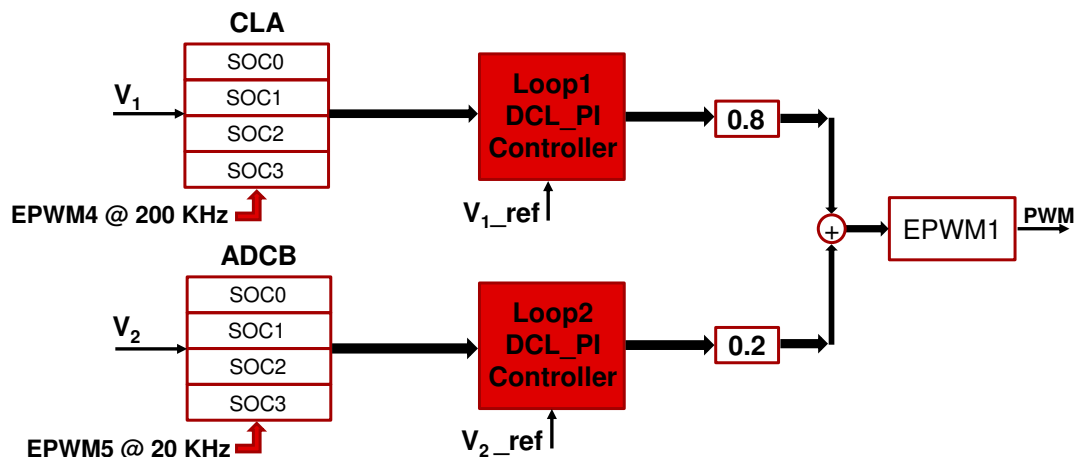 CLA
SOC0
SOC1
SOC2
SOC3
V1
EPWM4 @ 200 KHz
Loop1
DCL_PI
Controller
V1_ref
0.8
ADCB
SOC0
SOC1
SOC2
SOC3
V2
EPWM5 @ 20 KHz
Loop2
DCL_PI
Controller
V2_ref
0.2
+
EPWM1
PWM